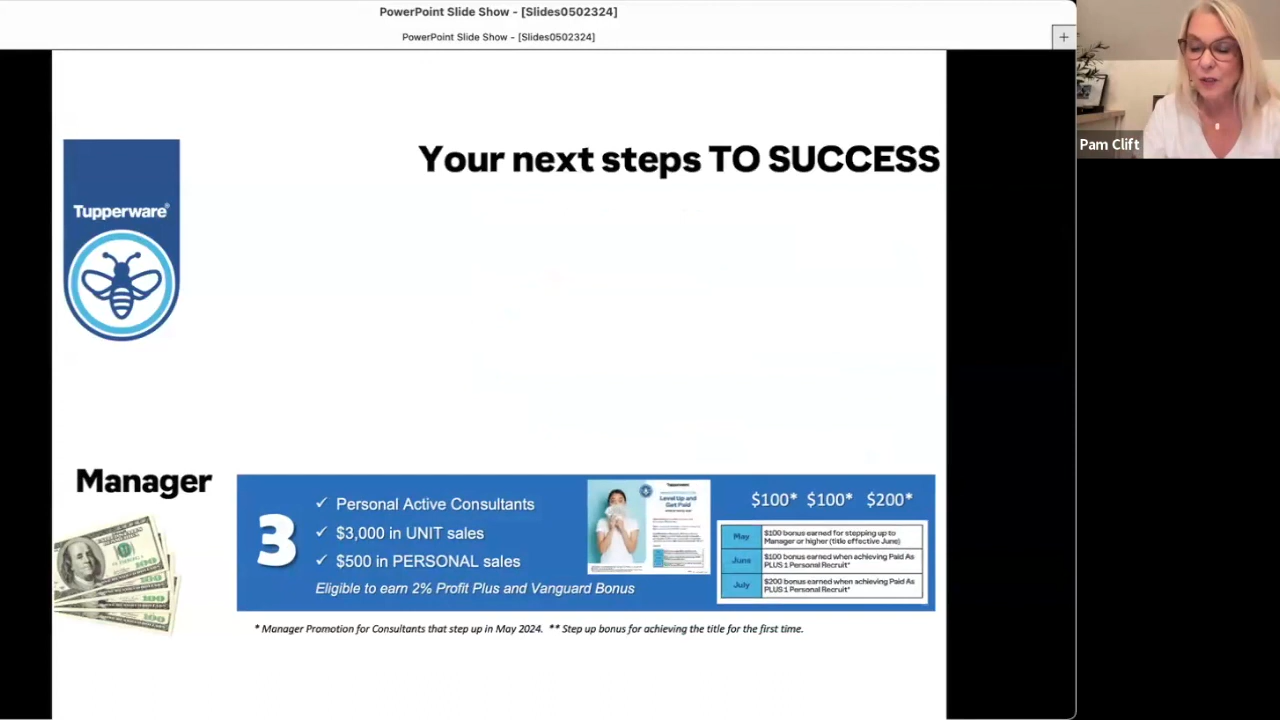 PowerPoint Slide Show - [Slides0502324]
PowerPoint Slide Show - [Slides0502324]
+
Pam Clift
Your next steps TO SUCCESS
Tupperware®
Manager
3
✓ Personal Active Consultants
✓ $3,000 in UNIT sales
✓ $500 in PERSONAL sales
Eligible to earn 2% Profit Plus and Vanguard Bonus
Tupperware
Level Up and
Get Paid
$100* $100* $200*
May
$100 bonus earned for stepping up to
Manager or higher (title effective June)
June
$100 bonus earned when achieving Paid As
PLUS 1 Personal Recruit*
July
$200 bonus earned when achieving Paid As
PLUS 1 Personal Recruit*
* Manager Promotion for Consultants that step up in May 2024. ** Step up bonus for achieving the title for the first time.